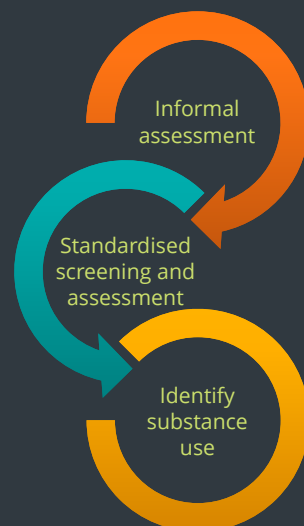 Informal
assessment
Standardised
screening and
assessment
Identify
substance
use